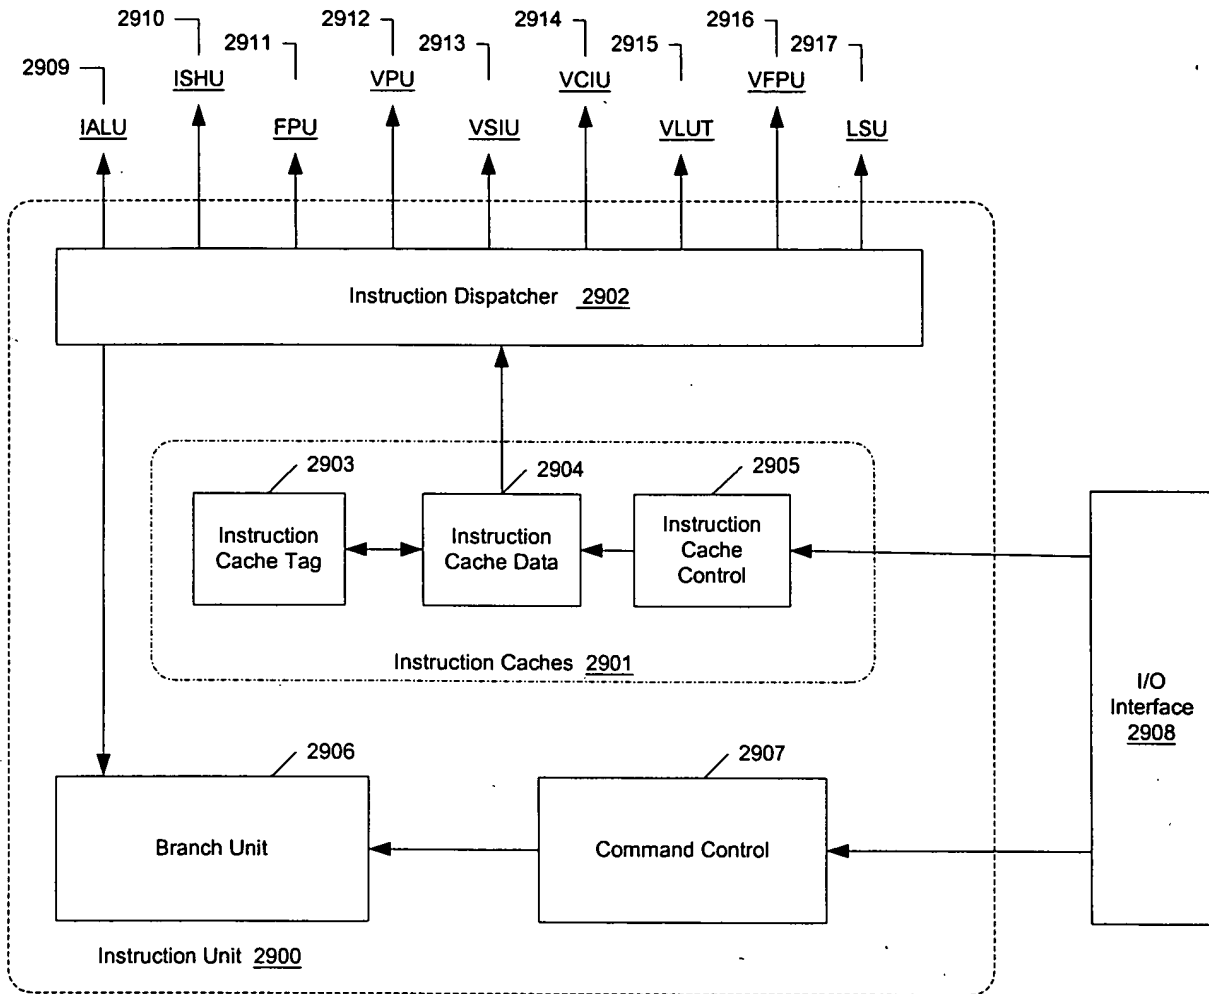 2910
2912
2914
2916
2911
2913
2915
2917
2909
ISHU
VPU
VCIU
VFPU
IALU
FPU
VSIU
VLUT
LSU
Instruction Dispatcher 2902
2903
2904
2905
Instruction
Cache Tag
Instruction
Cache Data
Instruction
Cache
Control
Instruction Caches 2901
I/O
Interface
2908
2906
2907
Branch Unit
Command Control
Instruction Unit 2900